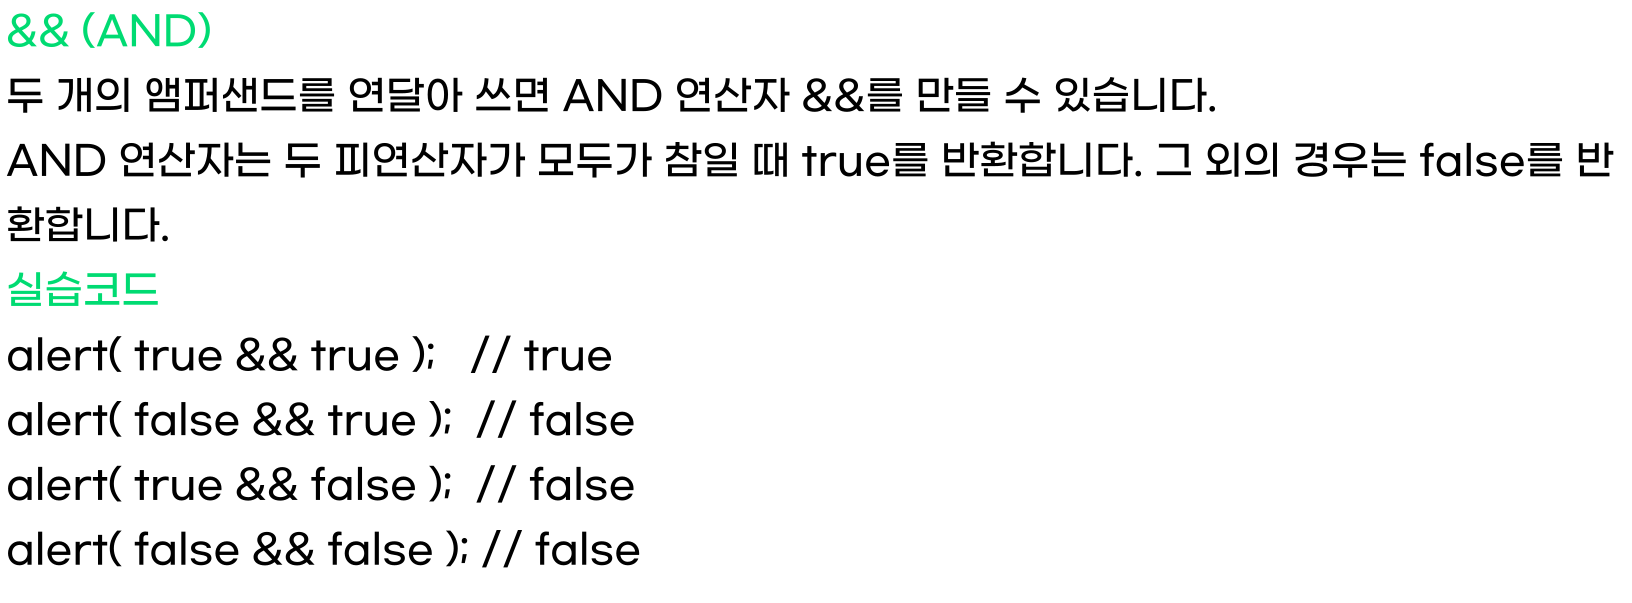 && (AND)
두 개의 앰퍼샌드를 연달아 쓰면 AND 연산자 &&를 만들 수 있습니다.
AND 연산자는 두 피연산자가 모두가 참일 때 true를 반환합니다. 그 외의 경우는 false를 반
환합니다.
실습코드
alert( true && true );   // true
alert( false && true );  // false
alert( true && false );  // false
alert( false && false ); // false